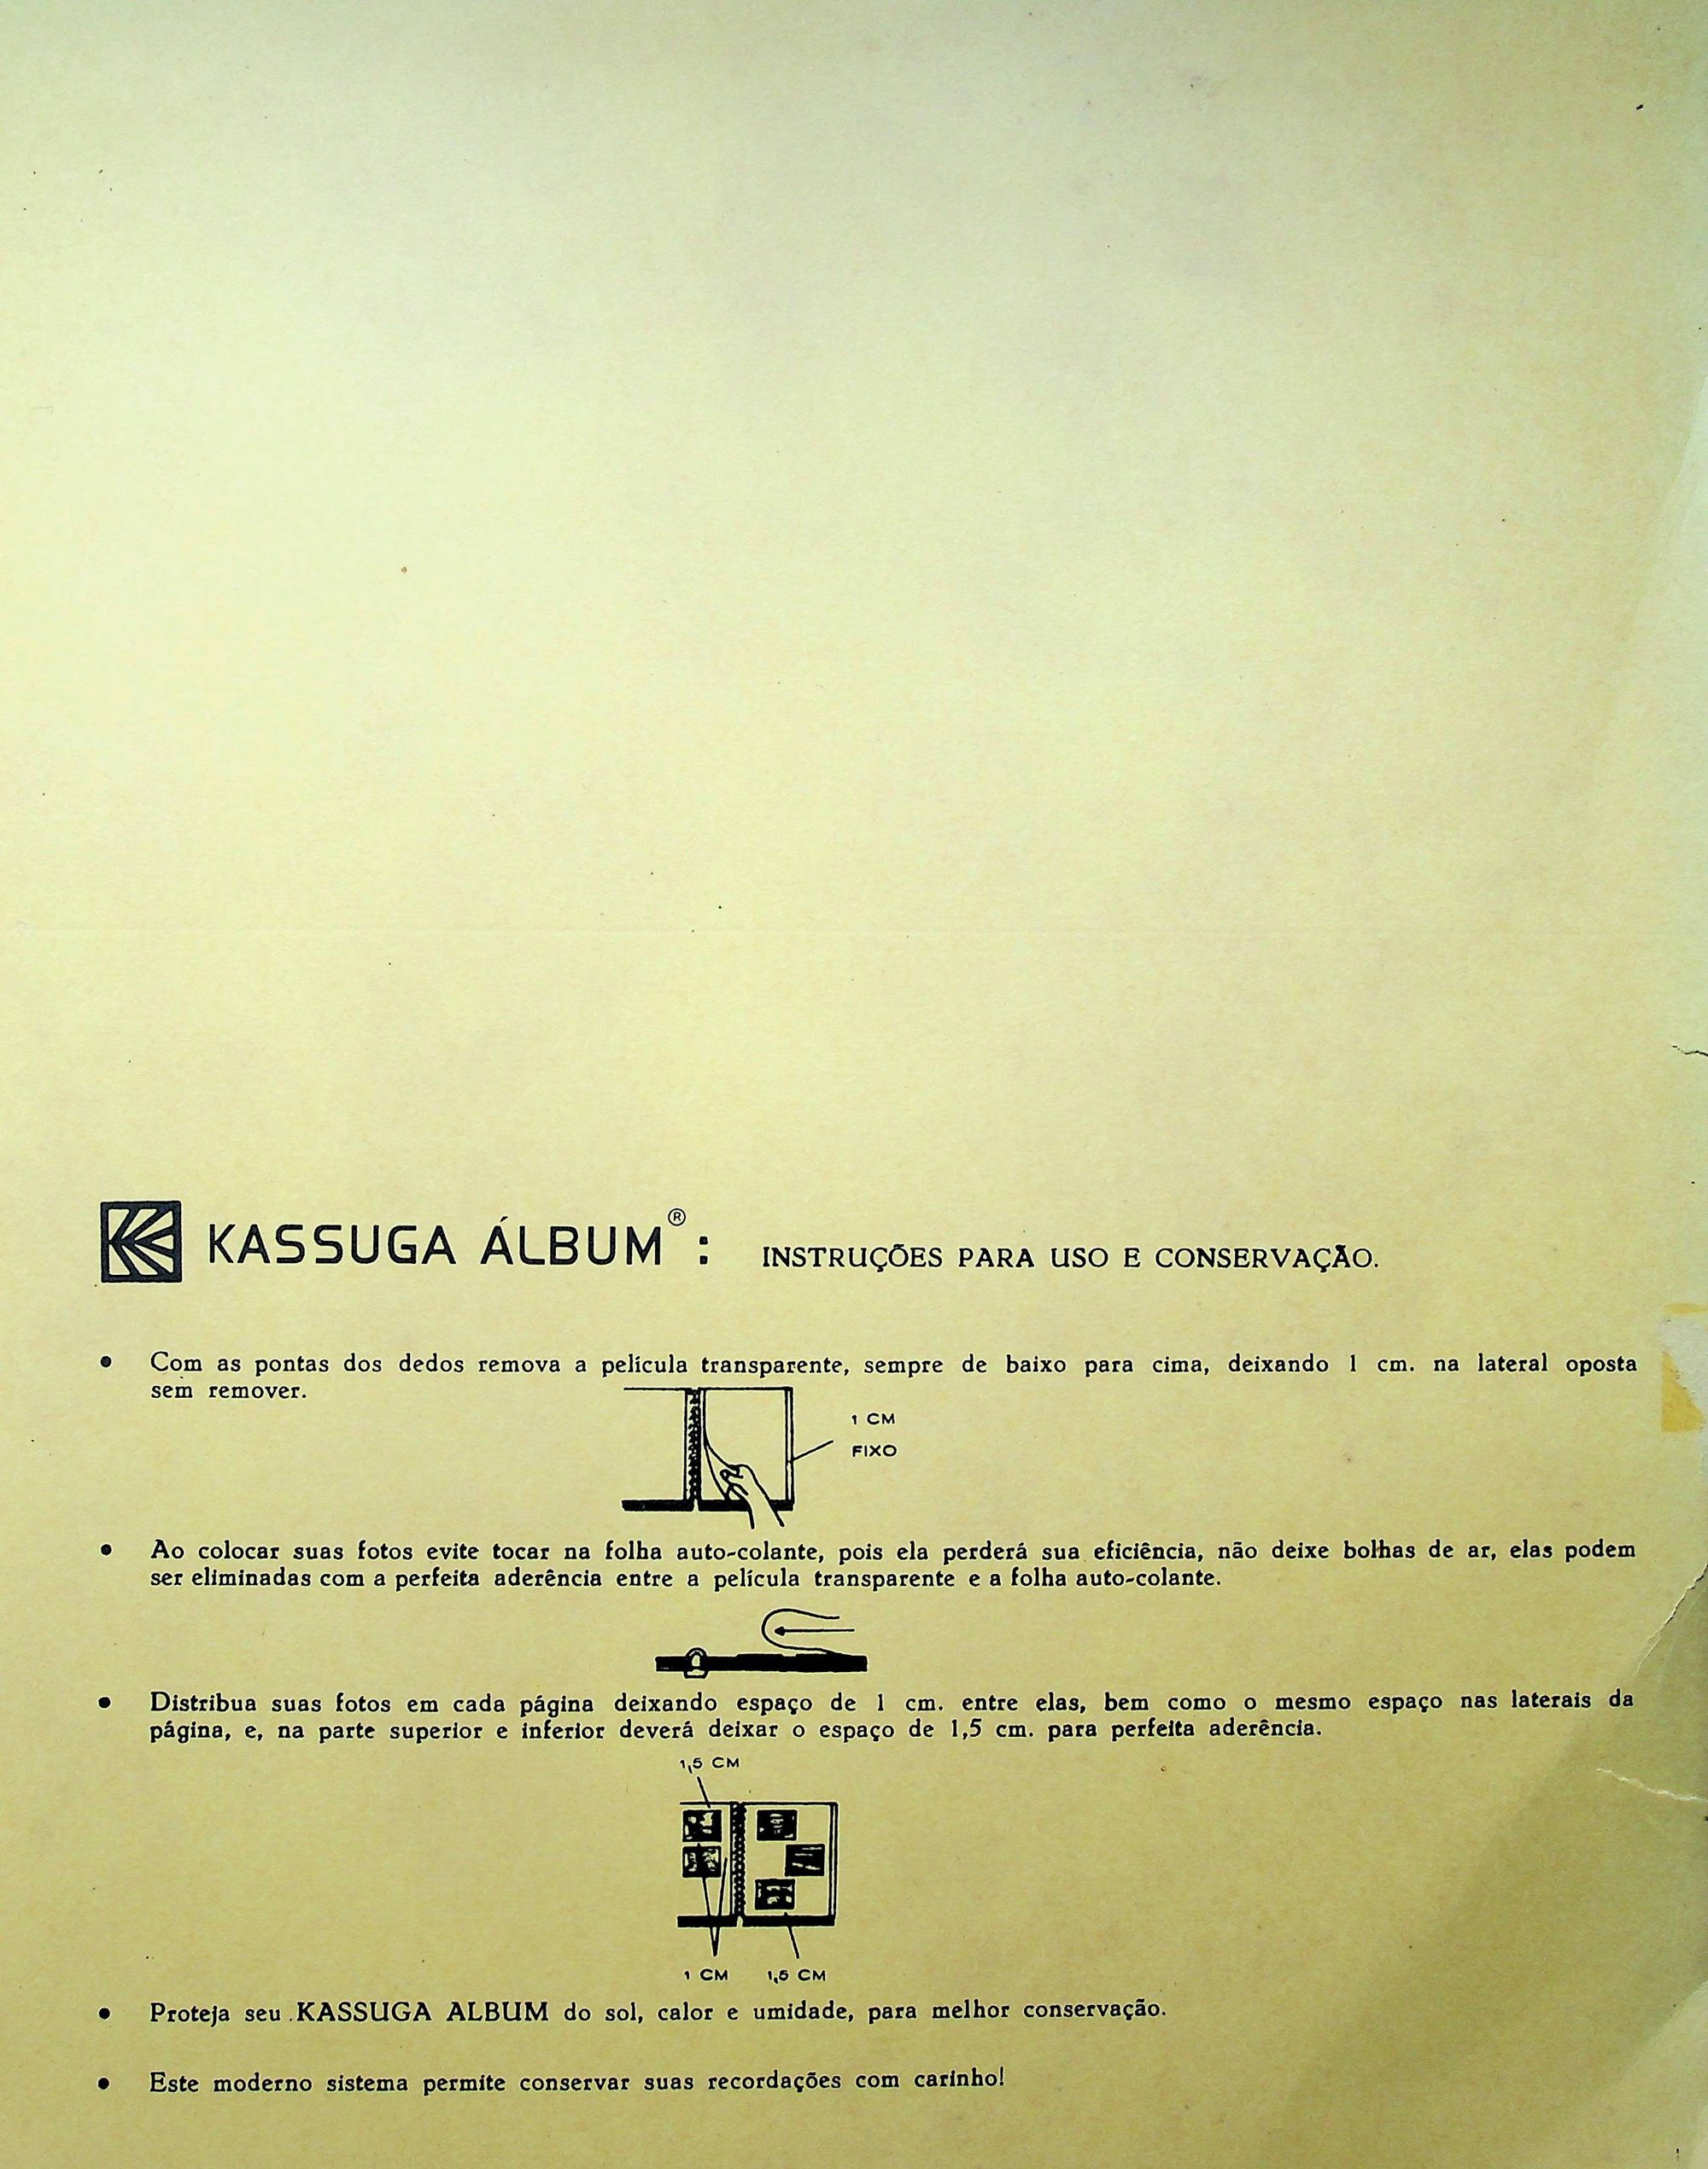 KASSUGA ÁLBUM® : INSTRUÇÕES PARA USO E CONSERVAÇÃO.
• Com as pontas dos dedos remova a película transparente, sempre de baixo para cima, deixando 1 cm. na lateral oposta
sem remover.
1 CM
FIXO
• Ao colocar suas fotos evite tocar na folha auto-colante, pois ela perderá sua eficiência, não deixe bolhas de ar, elas podem
ser eliminadas com a perfeita aderência entre a película transparente e a folha auto-colante.
• Distribua suas fotos em cada página deixando espaço de 1 cm. entre elas, bem como o mesmo espaço nas laterais da
página, e, na parte superior e inferior deverá deixar o espaço de 1,5 cm. para perfeita aderência.
1,5 CM
1 CM 1,5 CM
• Proteja seu KASSUGA ALBUM do sol, calor e umidade, para melhor conservação.
• Este moderno sistema permite conservar suas recordações com carinho!